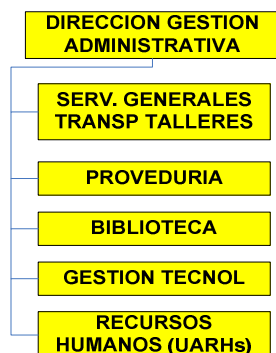 DIRECCION GESTION
ADMINISTRATIVA
SERV. GENERALES
TRANSP TALLERES
PROVEDURIA
BIBLIOTECA
GESTION TECNOL
RECURSOS
HUMANOS (UARHs)